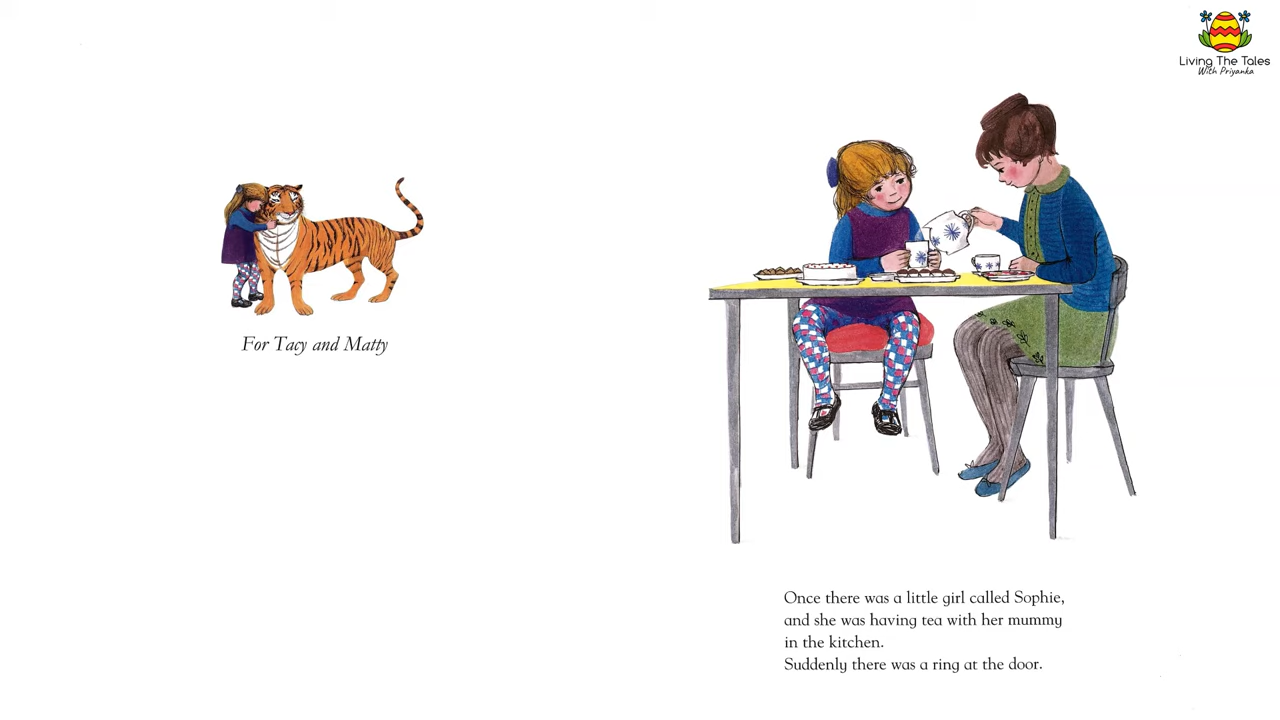 Living The Tales
With Priyanka
For Tacy and Matty
Once there was a little girl called Sophie,
and she was having tea with her mummy
in the kitchen.
Suddenly there was a ring at the door.